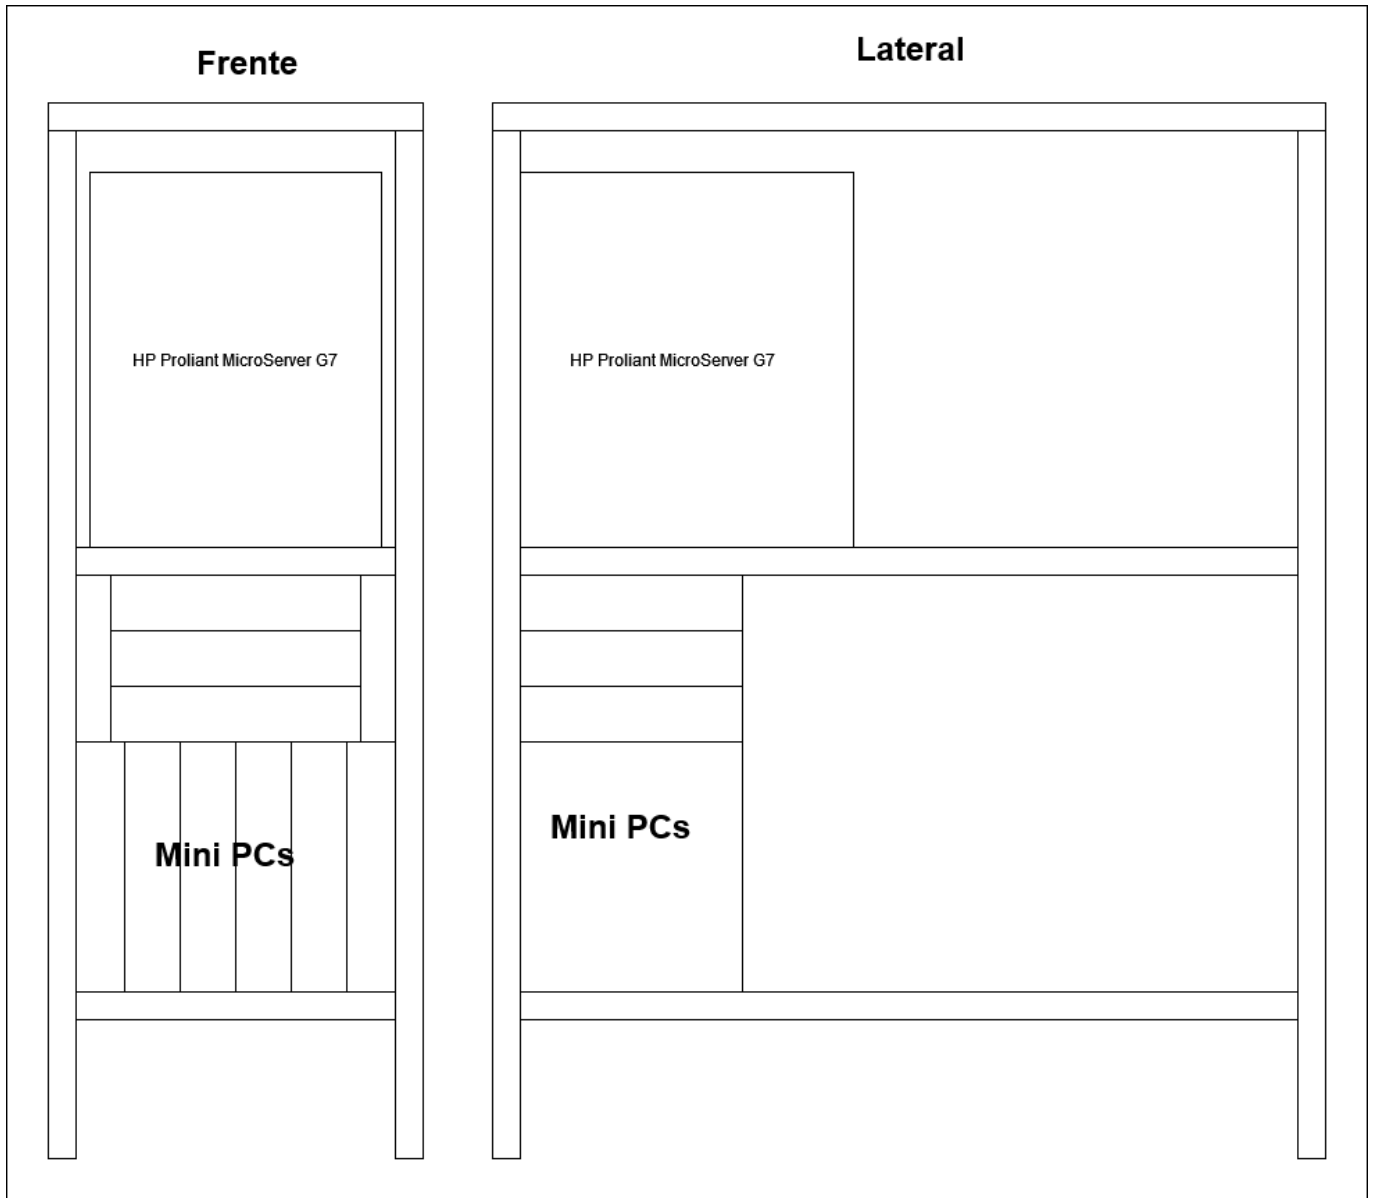 Frente
Lateral
HP Proliant MicroServer G7
HP Proliant MicroServer G7
Mini PCs
Mini PCs